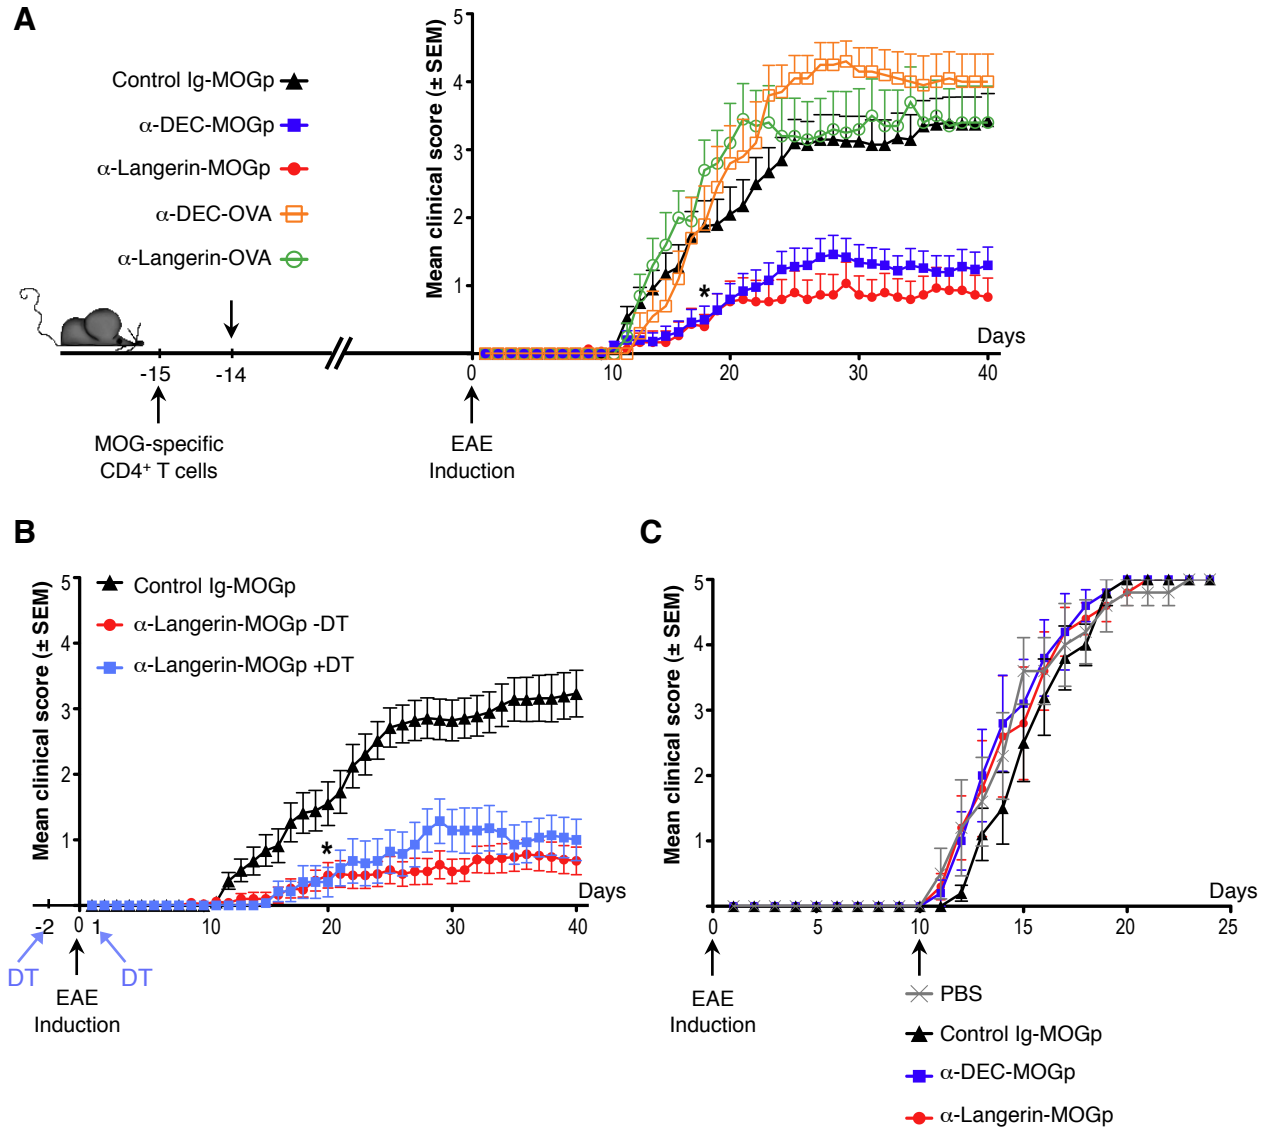 A
Control Ig-MOGp
α-DEC-MOGp
α-Langerin-MOGp
α-DEC-OVA
α-Langerin-OVA
-15
-14
MOG-specific
CD4+ T cells
Mean clinical score (± SEM)
5
4
3
2
1
*
Days
0
10
20
30
40
EAE
Induction
B
Mean clinical score (± SEM)
5
4
3
2
1
Control Ig-MOGp
α-Langerin-MOGp -DT
α-Langerin-MOGp +DT
*
Days
-2
0
1
10
20
30
40
DT
DT
EAE
Induction
C
Mean clinical score (± SEM)
5
4
3
2
1
Days
0
5
10
15
20
25
EAE
Induction
PBS
Control Ig-MOGp
α-DEC-MOGp
α-Langerin-MOGp